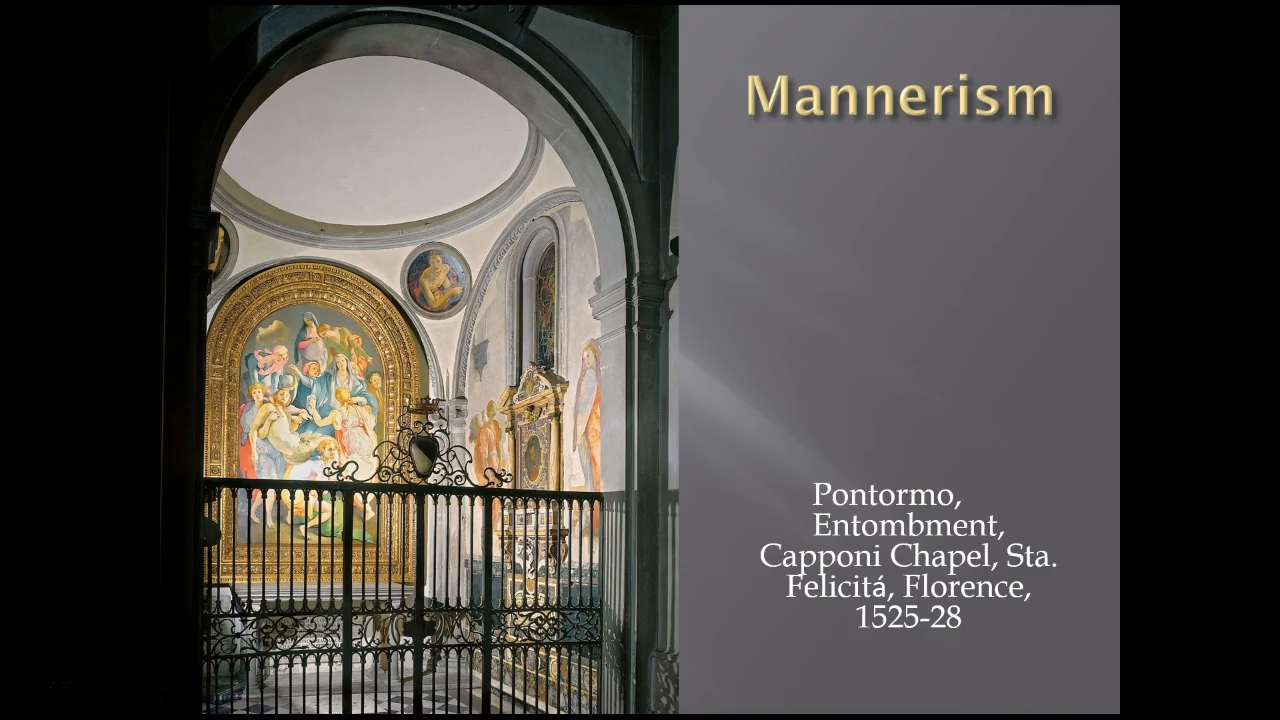 Mannerism
Pontormo,
Entombment,
Capponi Chapel, Sta.
Felicitá, Florence,
1525-28